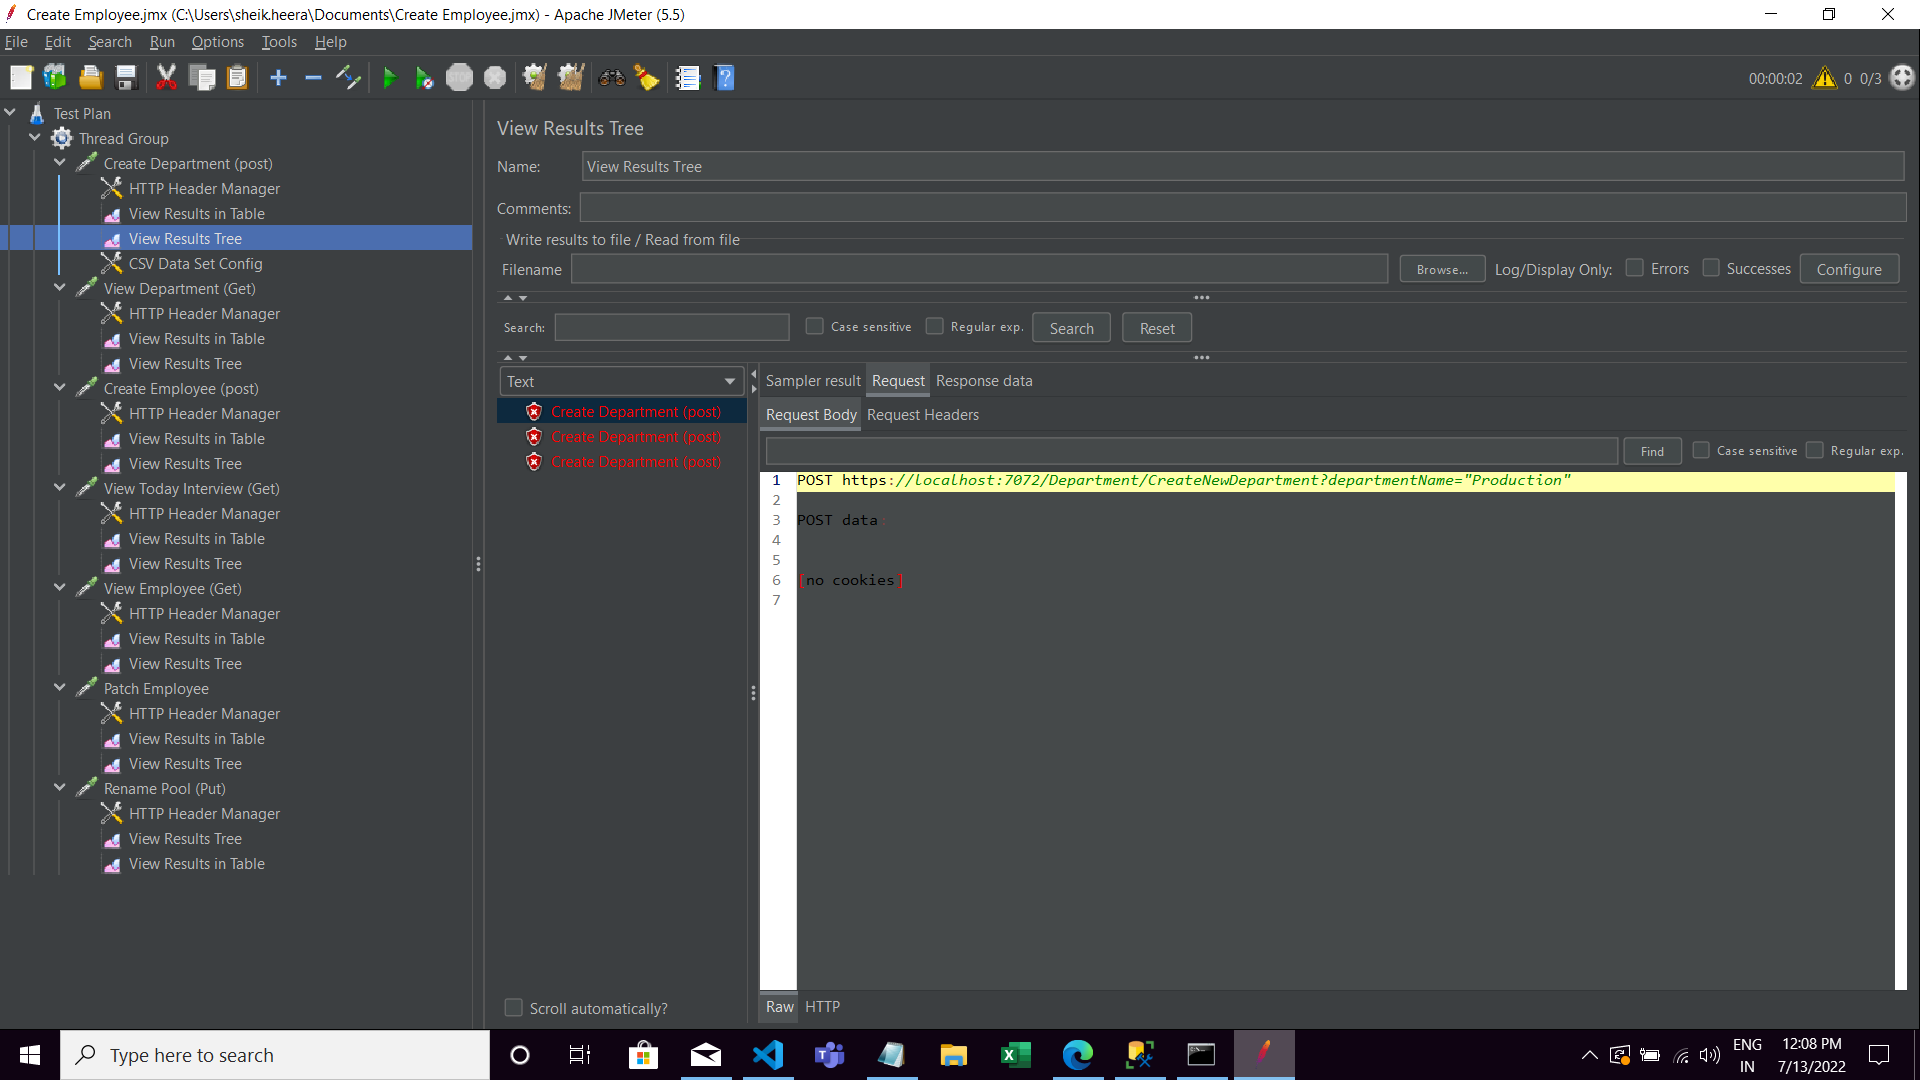 Create Employee.jmx (C:\Users\sheik.heera\Documents\Create Employee.jmx) - Apache JMeter (5.5)
File Edit Search Run Options Tools Help
STOP
00:00:02 0 0/3
Test Plan
Thread Group
Create Department (post)
HTTP Header Manager
View Results in Table
View Results Tree
CSV Data Set Config
View Department (Get)
HTTP Header Manager
View Results in Table
View Results Tree
Create Employee (post)
HTTP Header Manager
View Results in Table
View Results Tree
View Today Interview (Get)
HTTP Header Manager
View Results in Table
View Results Tree
View Employee (Get)
HTTP Header Manager
View Results in Table
View Results Tree
Patch Employee
HTTP Header Manager
View Results in Table
View Results Tree
Rename Pool (Put)
HTTP Header Manager
View Results Tree
View Results in Table
View Results Tree
Name: View Results Tree
Comments:
Write results to file / Read from file
Filename Browse... Log/Display Only: Errors Successes Configure
Search: Case sensitive Regular exp. Search Reset
Text
Create Department (post)
Create Department (post)
Create Department (post)
Scroll automatically?
Sampler result Request Response data
Request Body Request Headers
Find Case sensitive Regular exp.
1 POST https://localhost:7072/Department/CreateNewDepartment?departmentName="Production"
2
3 POST data:
4
5
6 [no cookies]
7
Raw HTTP
Type here to search
ENG
IN
12:08 PM
7/13/2022